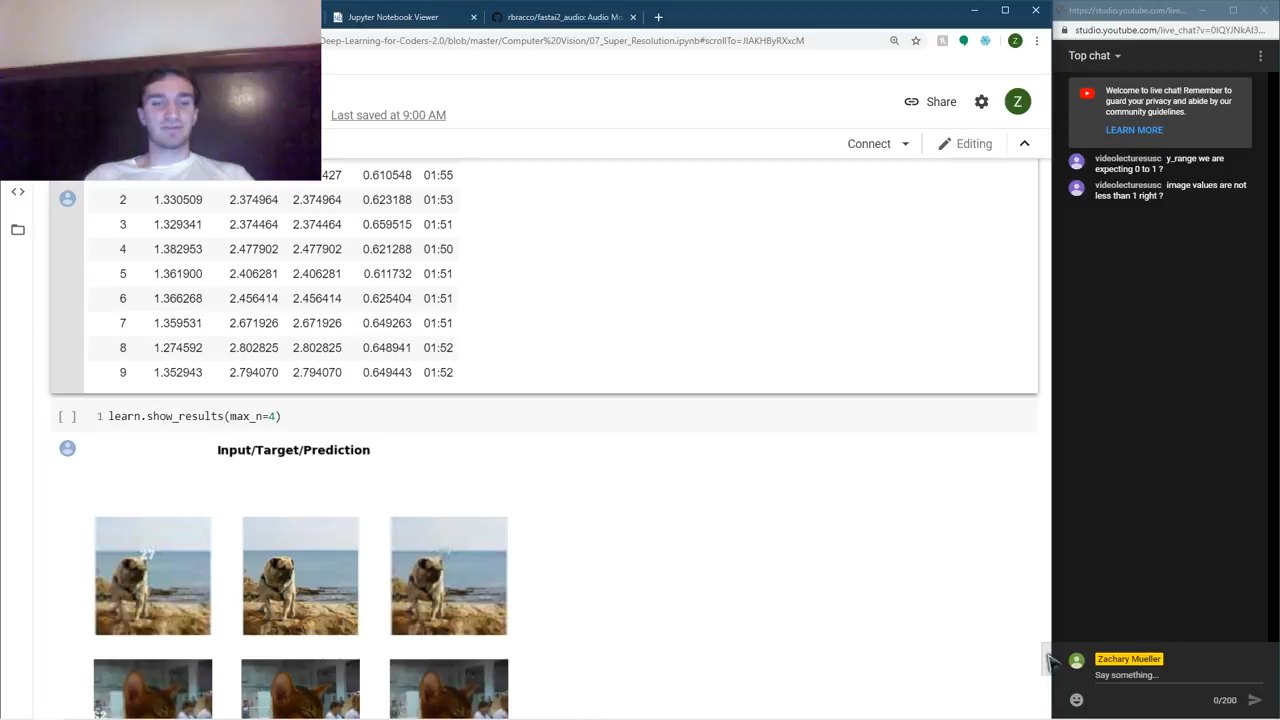 Jupyter Notebook Viewer
rbracco/fastai2_audio: Audio Mo
https://studio.youtube.com/live_...
Deep-Learning-for-Coders-2.0/blob/master/Computer%20Vision/07_Super_Resolution.ipynb#scrollTo=JIAKHByRXxcM
studio.youtube.com/live_chat?v=0IQYJNkAI3...
Top chat
Last saved at 9:00 AM
Share
Z
Connect
Editing
Welcome to live chat! Remember to
guard your privacy and abide by our
community guidelines.
LEARN MORE
videolecturesusc y_range we are
expecting 0 to 1 ?
videolecturesusc image values are not
less than 1 right ?
427 0.610548 01:55
2 1.330509 2.374964 2.374964 0.623188 01:53
3 1.329341 2.374464 2.374464 0.659515 01:51
4 1.382953 2.477902 2.477902 0.621288 01:50
5 1.361900 2.406281 2.406281 0.611732 01:51
6 1.366268 2.456414 2.456414 0.625404 01:51
7 1.359531 2.671926 2.671926 0.649263 01:51
8 1.274592 2.802825 2.802825 0.648941 01:52
9 1.352943 2.794070 2.794070 0.649443 01:52
[ ] 1 learn.show_results(max_n=4)
Input/Target/Prediction
27
Zachary Mueller
Say something...
0/200